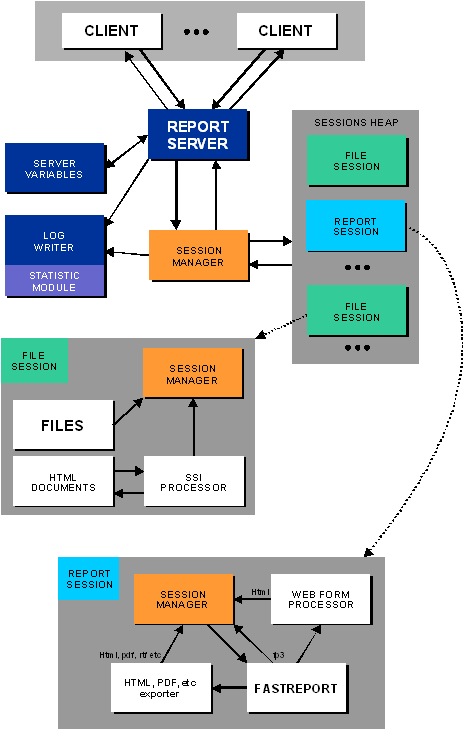 CLIENT
•••
CLIENT
REPORT
SERVER
SESSIONS HEAP
FILE
SESSION
SERVER
VARIABLES
REPORT
SESSION
LOG
WRITER
SESSION
MANAGER
•••
STATISTIC
MODULE
FILE
SESSION
•••
FILE
SESSION
SESSION
MANAGER
FILES
HTML
DOCUMENTS
SSI
PROCESSOR
REPORT
SESSION
SESSION
MANAGER
Html
WEB FORM
PROCESSOR
Html, pdf, rtf etc
fp3
HTML, PDF, etc
exporter
FASTREPORT